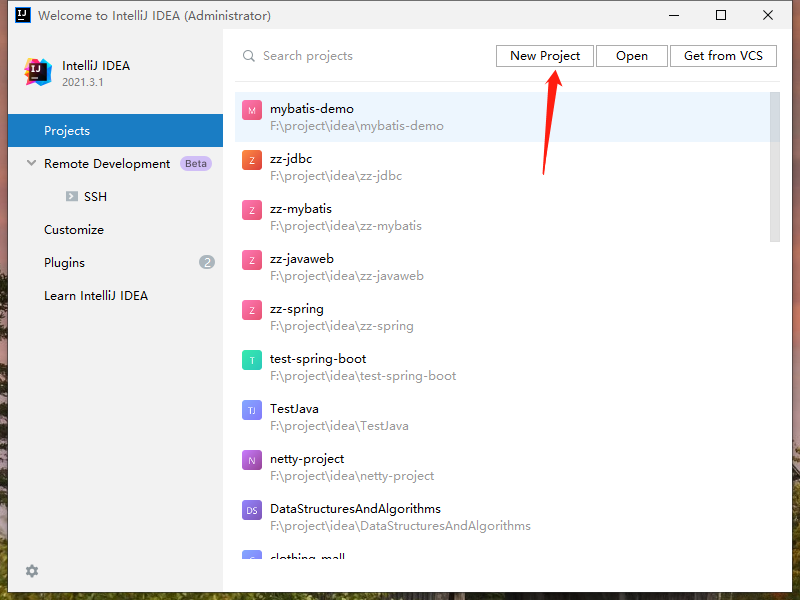 Welcome to IntelliJ IDEA (Administrator)
IntelliJ IDEA
2021.3.1
Projects
Remote Development Beta
SSH
Customize
Plugins 2
Learn IntelliJ IDEA
Search projects
New Project
Open
Get from VCS
M
mybatis-demo
F:\project\idea\mybatis-demo
Z
zz-jdbc
F:\project\idea\zz-jdbc
Z
zz-mybatis
F:\project\idea\zz-mybatis
Z
zz-javaweb
F:\project\idea\zz-javaweb
Z
zz-spring
F:\project\idea\zz-spring
T
test-spring-boot
F:\project\idea\test-spring-boot
TJ
TestJava
F:\project\idea\TestJava
N
netty-project
F:\project\idea\netty-project
DS
DataStructuresAndAlgorithms
F:\project\idea\DataStructuresAndAlgorithms
clothing-mall